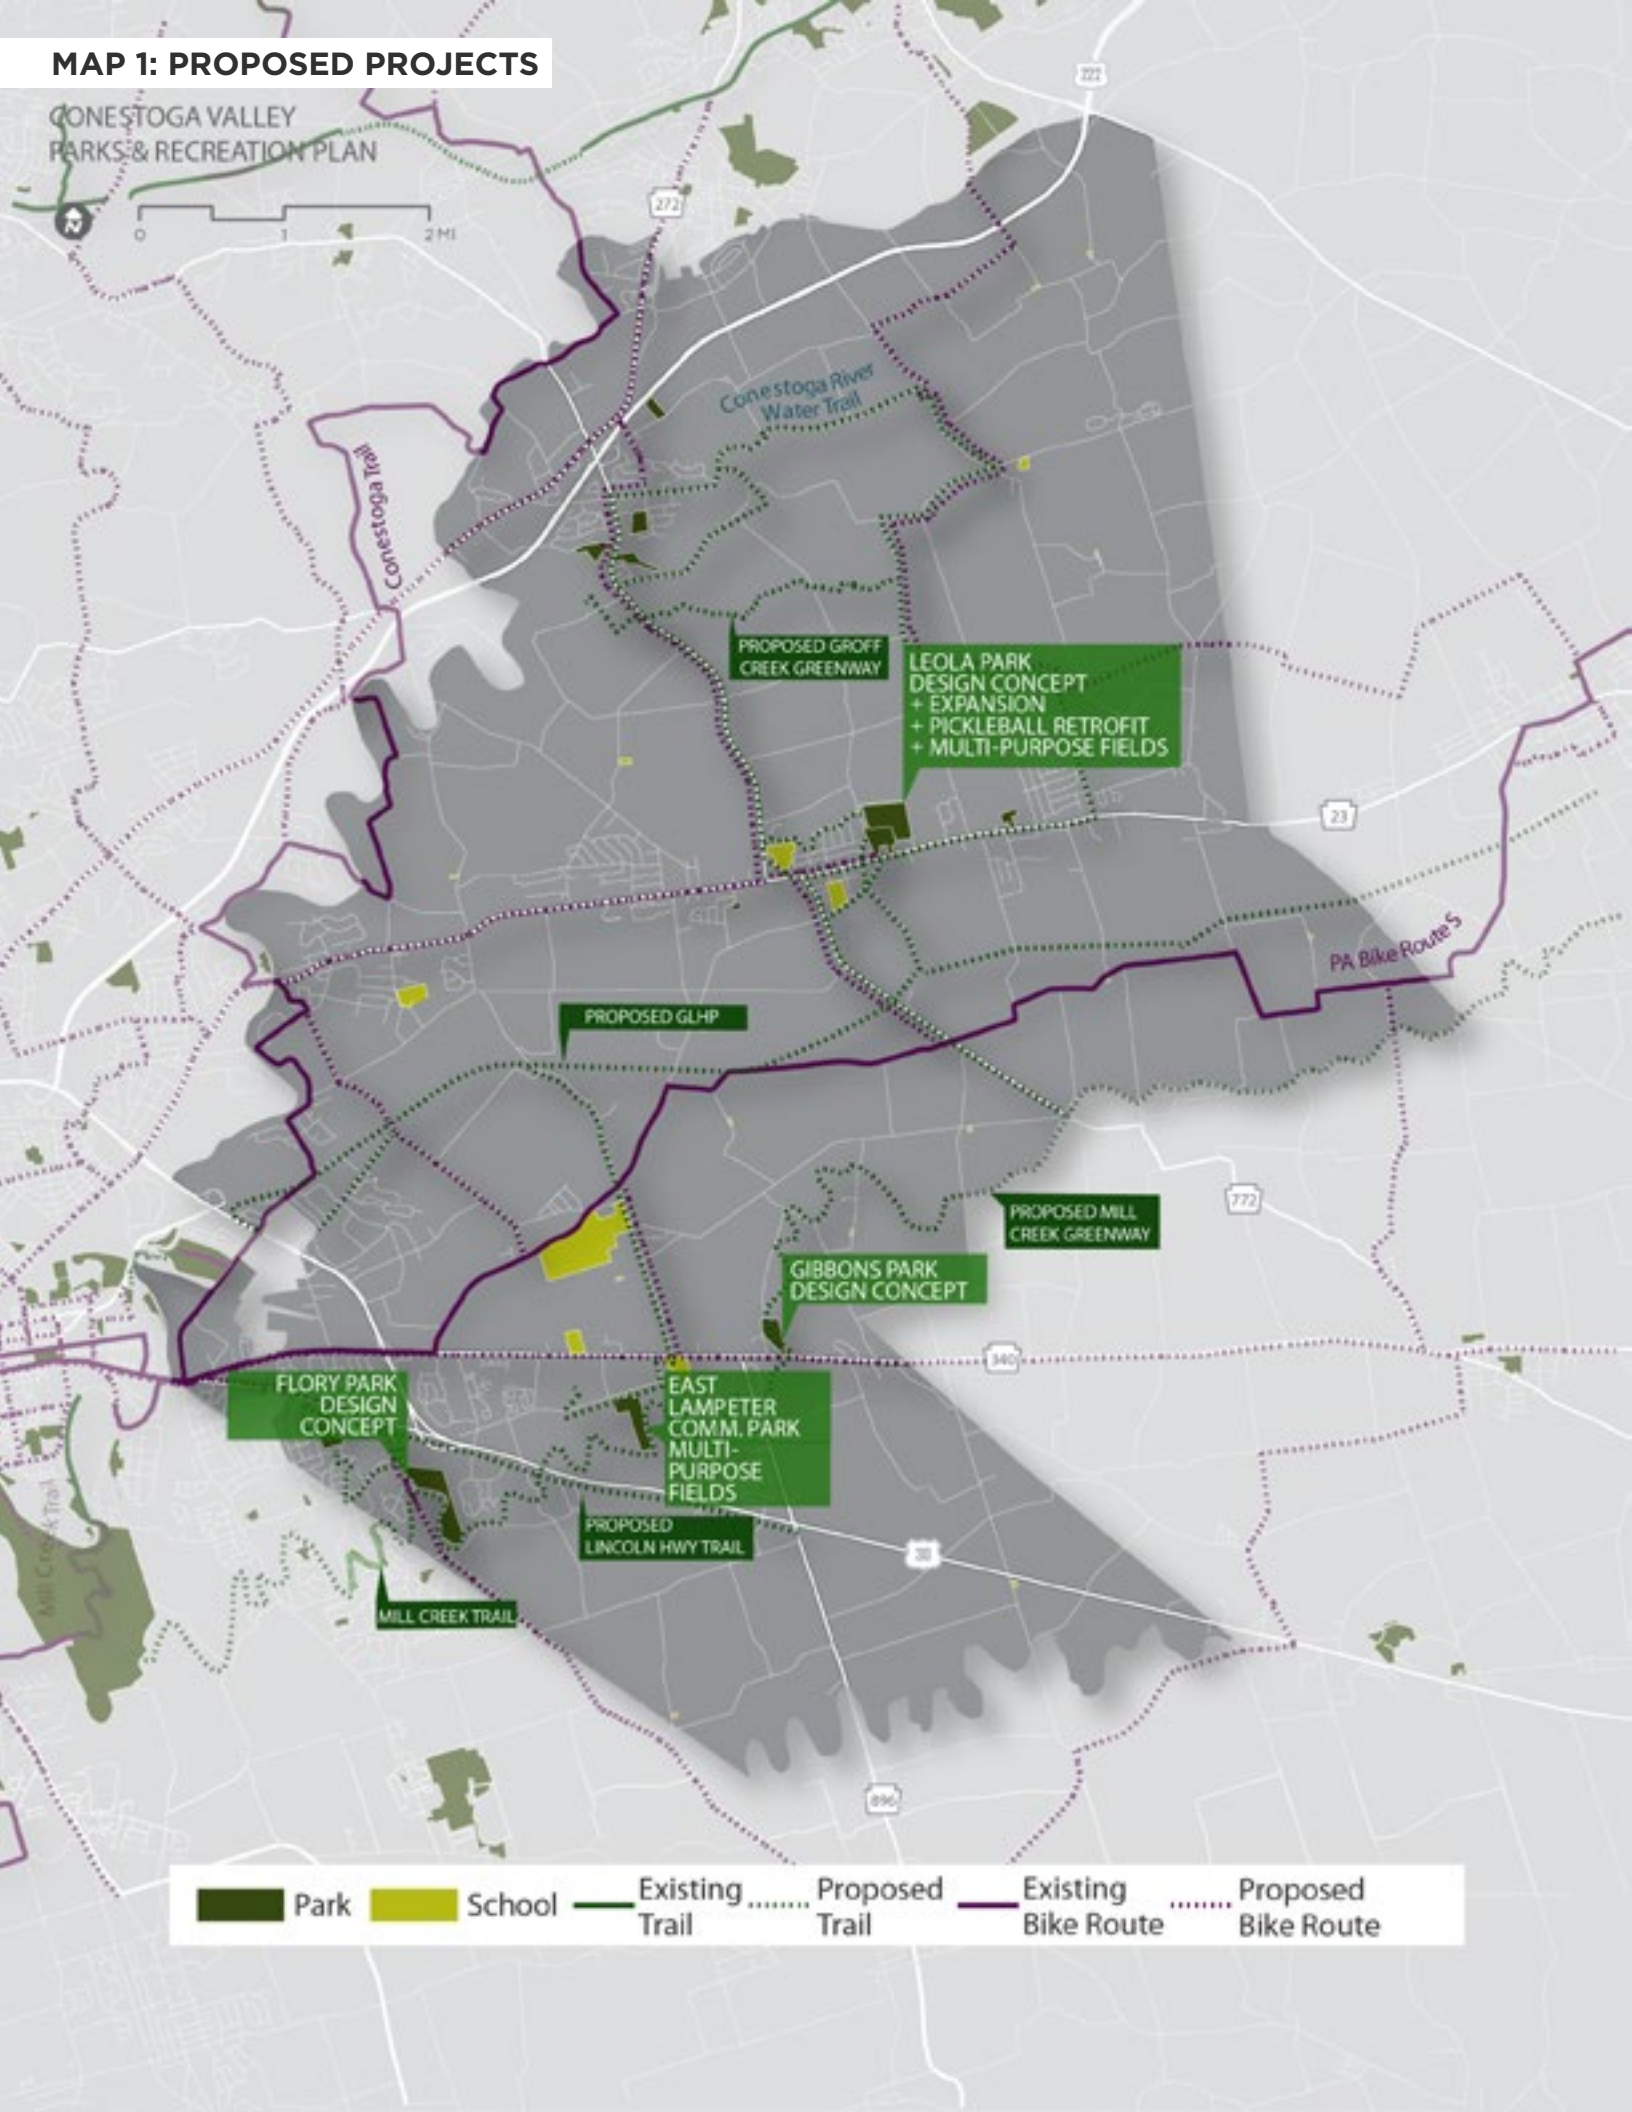 MAP 1: PROPOSED PROJECTS
CONESTOGA VALLEY
PARKS & RECREATION PLAN
N
0 1 2 MI
222
272
Conestoga River
Water Trail
Conestoga Trail
PROPOSED GROFF
CREEK GREENWAY
LEOLA PARK
DESIGN CONCEPT
+ EXPANSION
+ PICKLEBALL RETROFIT
+ MULTI-PURPOSE FIELDS
23
PA Bike Route S
PROPOSED GLHP
PROPOSED MILL
CREEK GREENWAY
772
GIBBONS PARK
DESIGN CONCEPT
340
FLORY PARK
DESIGN
CONCEPT
EAST
LAMPETER
COMM. PARK
MULTI-
PURPOSE
FIELDS
PROPOSED
LINCOLN HWY TRAIL
30
Mill Creek Trail
MILL CREEK TRAIL
896
Park
School
Existing
Trail
Proposed
Trail
Existing
Bike Route
Proposed
Bike Route